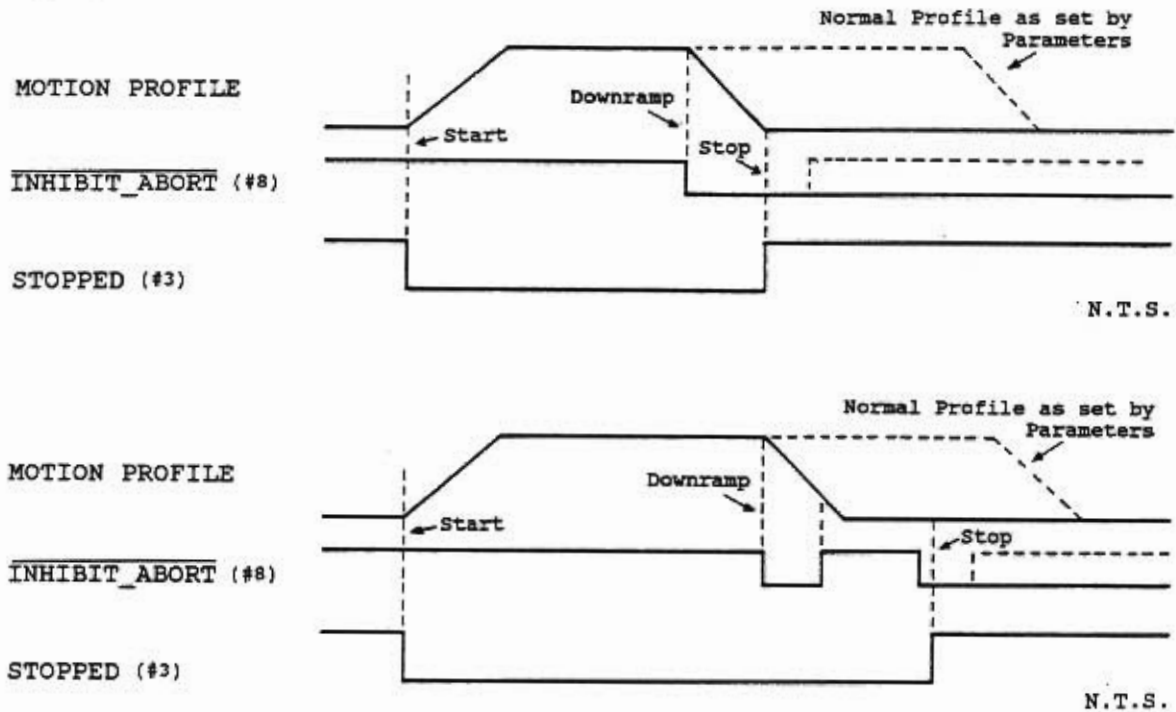 Normal Profile as set by
Parameters
MOTION PROFILE
Downramp
Start
Stop
INHIBIT_ABORT (#8)
STOPPED (#3)
N.T.S.
Normal Profile as set by
Parameters
MOTION PROFILE
Downramp
Start
Stop
INHIBIT_ABORT (#8)
STOPPED (#3)
N.T.S.